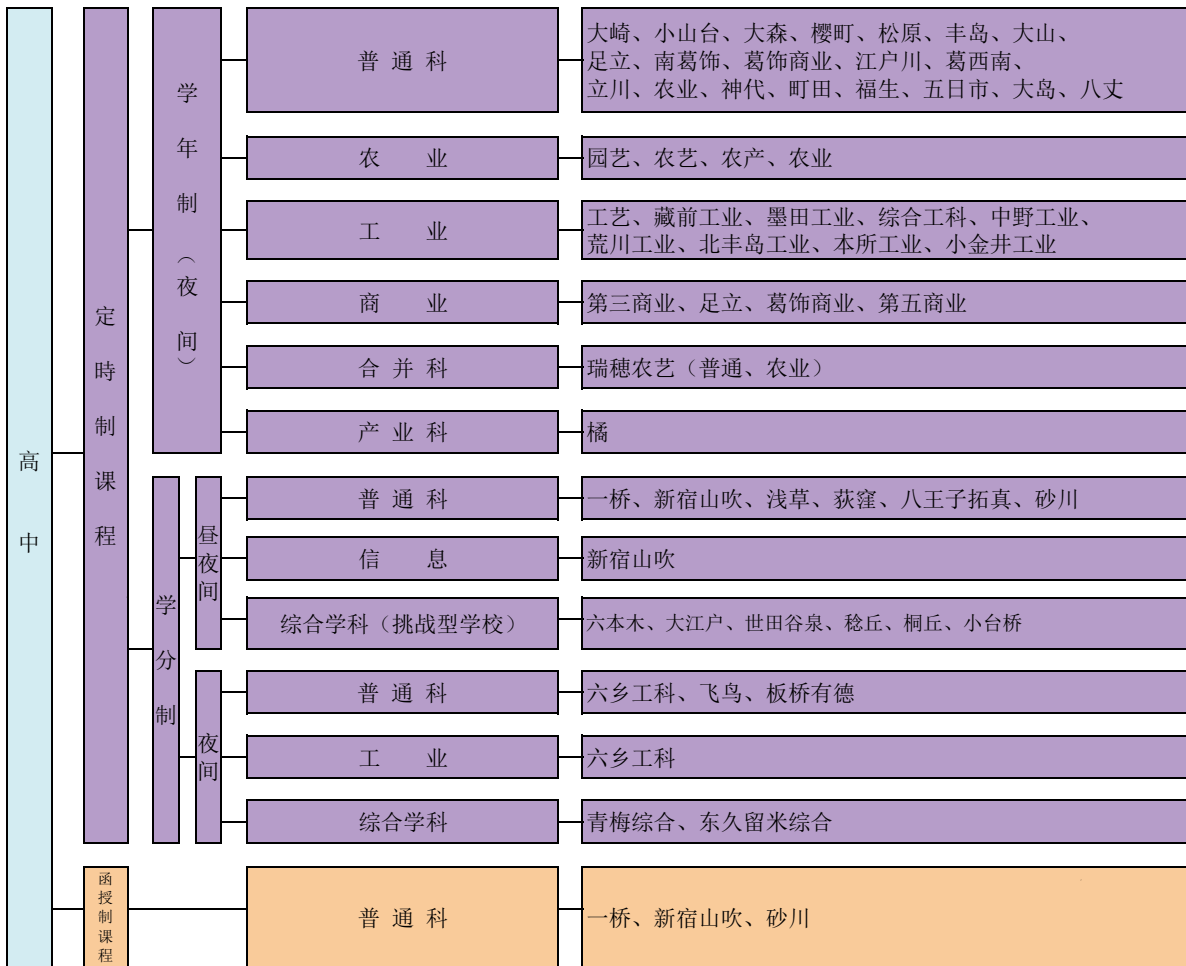 高中
定時制课程
学年制（夜间）
普通科
大崎、小山台、大森、樱町、松原、丰岛、大山、
足立、南葛饰、葛饰商业、江户川、葛西南、
立川、农业、神代、町田、福生、五日市、大岛、八丈
农业
园艺、农艺、农产、农业
工业
工艺、藏前工业、墨田工业、综合工科、中野工业、
荒川工业、北丰岛工业、本所工业、小金井工业
商业
第三商业、足立、葛饰商业、第五商业
合并科
瑞穂农艺（普通、农业）
产业科
橘
学分制
昼夜间
普通科
一桥、新宿山吹、浅草、荻窪、八王子拓真、砂川
信息
新宿山吹
综合学科（挑战型学校）
六本木、大江户、世田谷泉、稔丘、桐丘、小台桥
夜间
普通科
六乡工科、飞鸟、板桥有德
工业
六乡工科
综合学科
青梅综合、东久留米综合
函授制课程
普通科
一桥、新宿山吹、砂川